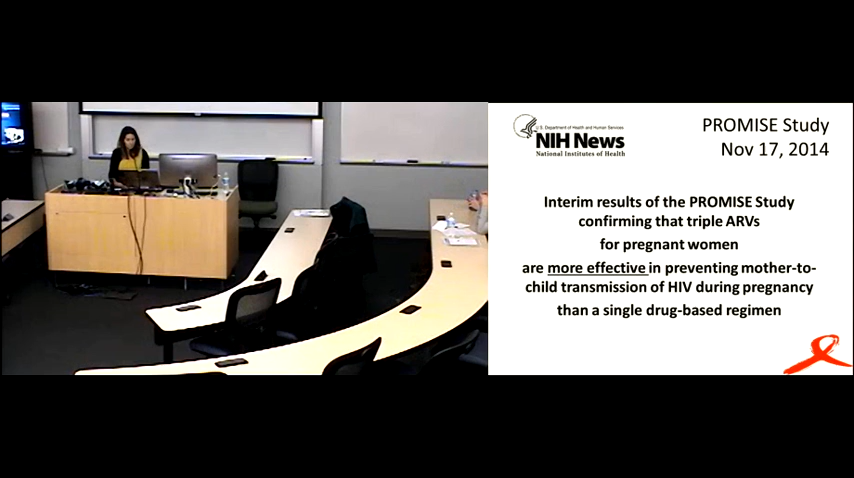 U.S. Department of Health and Human Services
NIH News
National Institutes of Health
PROMISE Study
Nov 17, 2014
Interim results of the PROMISE Study
confirming that triple ARVs
for pregnant women
are more effective in preventing mother-to-
child transmission of HIV during pregnancy
than a single drug-based regimen